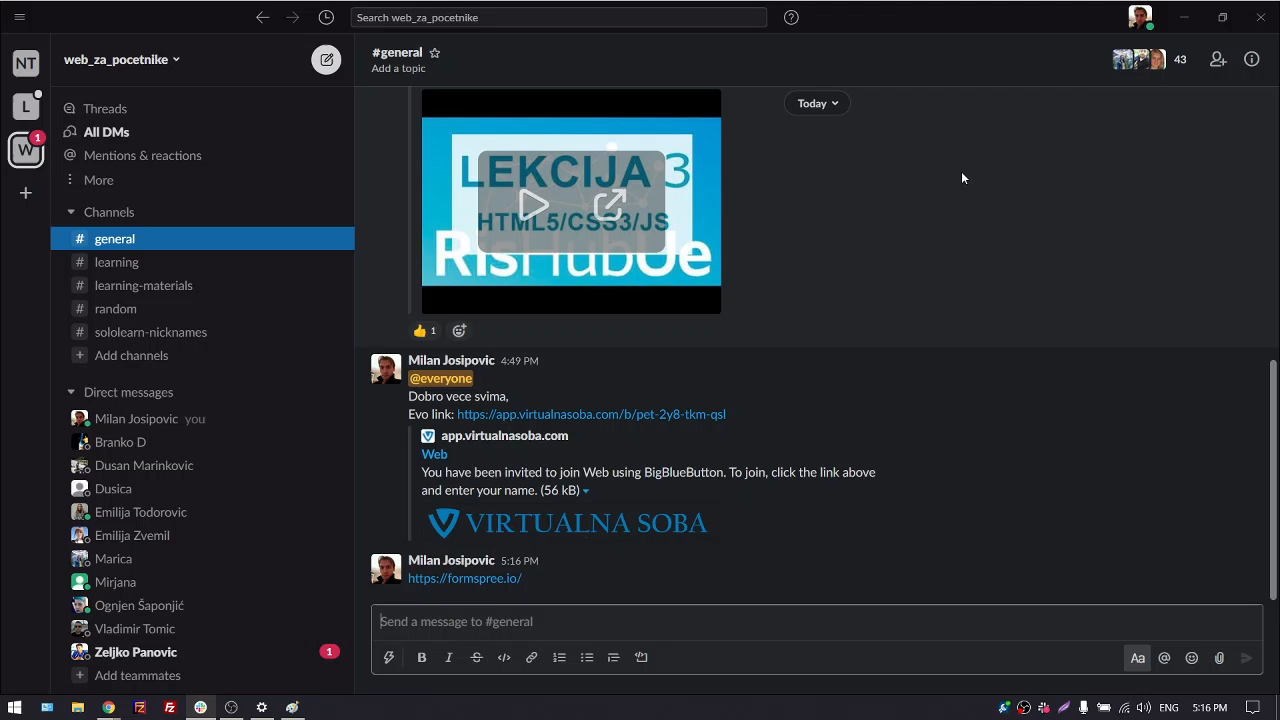 Search web_za_pocetnike
NT
L
W
1
web_za_pocetnike
Threads
All DMs
Mentions & reactions
More
Channels
# general
# learning
# learning-materials
# random
# sololearn-nicknames
+ Add channels
Direct messages
Milan Josipovic you
Branko D
Dusan Marinkovic
Dusica
Emilija Todorovic
Emilija Zvemil
Marica
Mirjana
Ognjen Šaponjić
Vladimir Tomic
Zeljko Panovic 1
+ Add teammates
#general
Add a topic
43
Today
LEKCIJA 3
HTML5/CSS3/JS
RisHubUe
1
Milan Josipovic 4:49 PM
@everyone
Dobro vece svima,
Evo link: https://app.virtualnasoba.com/b/pet-2y8-tkm-qsl
app.virtualnasoba.com
Web
You have been invited to join Web using BigBlueButton. To join, click the link above
and enter your name. (56 kB)
VIRTUALNA SOBA
Milan Josipovic 5:16 PM
https://formspree.io/
Send a message to #general
B I S Aa @
ENG 5:16 PM